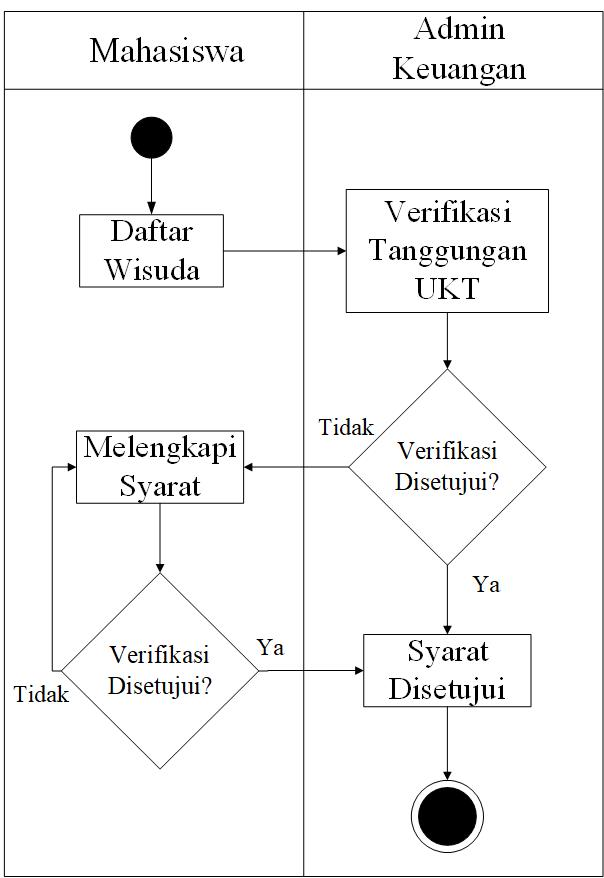 Mahasiswa
Admin
Keuangan
Daftar
Wisuda
Verifikasi
Tanggungan
UKT
Tidak
Verifikasi
Disetujui?
Melengkapi
Syarat
Ya
Verifikasi
Disetujui?
Ya
Tidak
Syarat
Disetujui